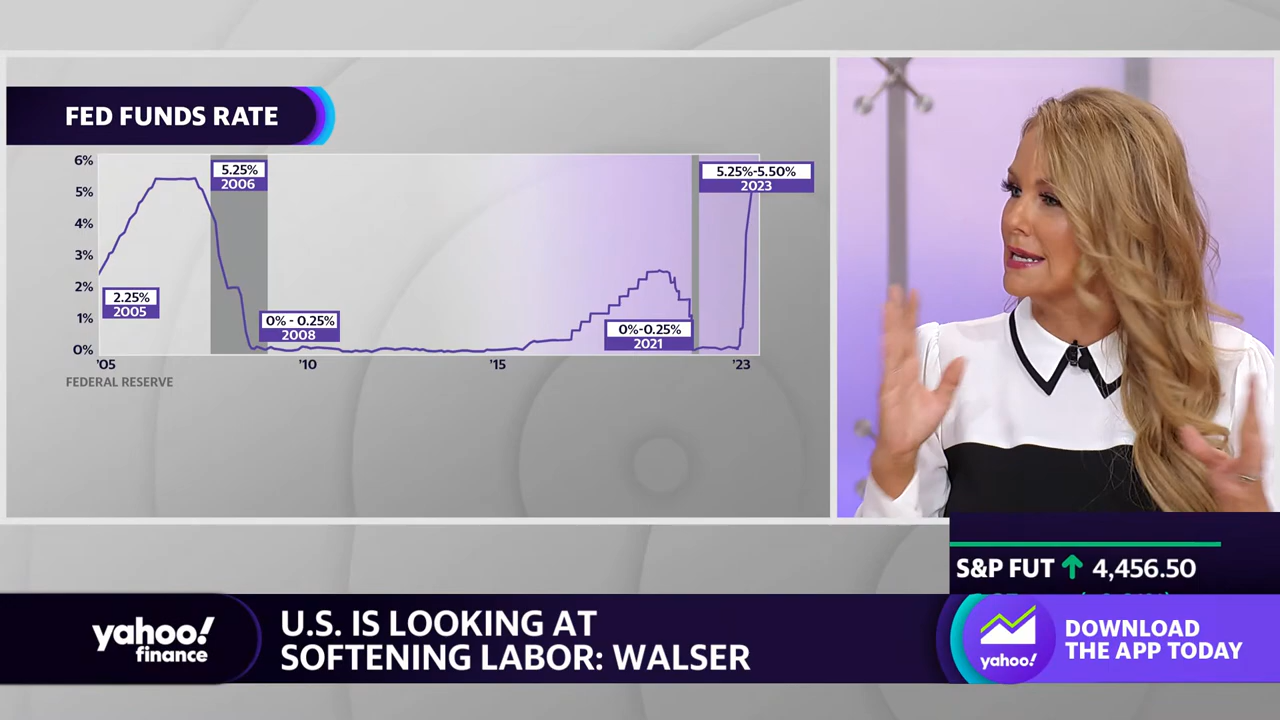 FED FUNDS RATE
6%
5%
4%
3%
2%
1%
0%
5.25%
2006
5.25%-5.50%
2023
2.25%
2005
0% - 0.25%
2008
0%-0.25%
2021
'05
'10
'15
'23
FEDERAL RESERVE
S&P FUT 4,456.50
yahoo!
finance
U.S. IS LOOKING AT
SOFTENING LABOR: WALSER
yahoo!
DOWNLOAD
THE APP TODAY